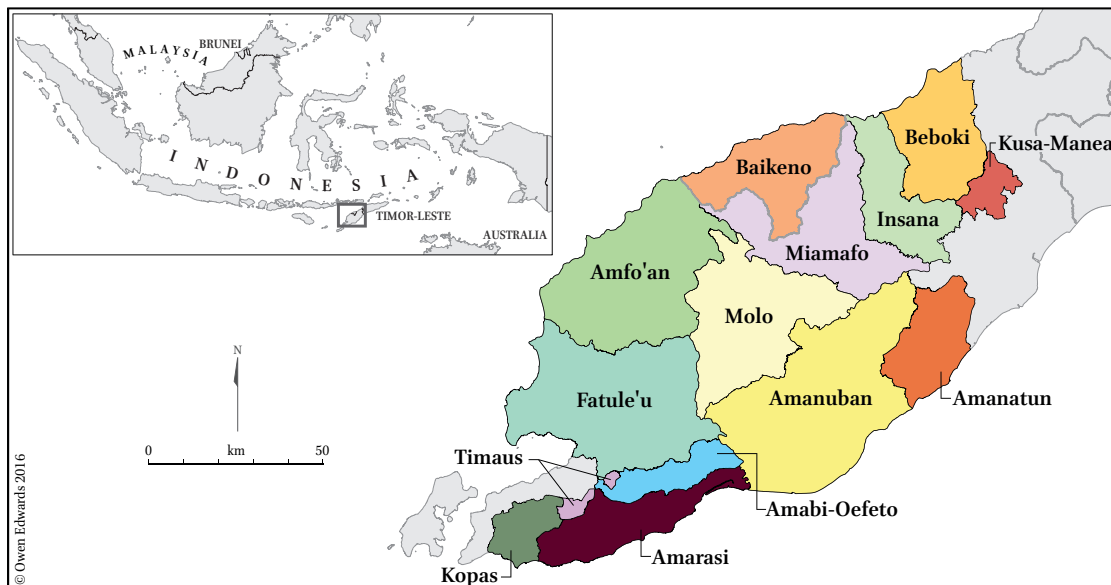 MALAYSIA
BRUNEI
INDONESIA
TIMOR-LESTE
AUSTRALIA
Beboki
Kusa-Manea
Baikeno
Insana
Miamafo
Amfo'an
Molo
N
Fatule'u
Amanuban
Amanatun
0 km 50
Timaus
Amabi-Oefeto
Amarasi
Kopas
© Owen Edwards 2016